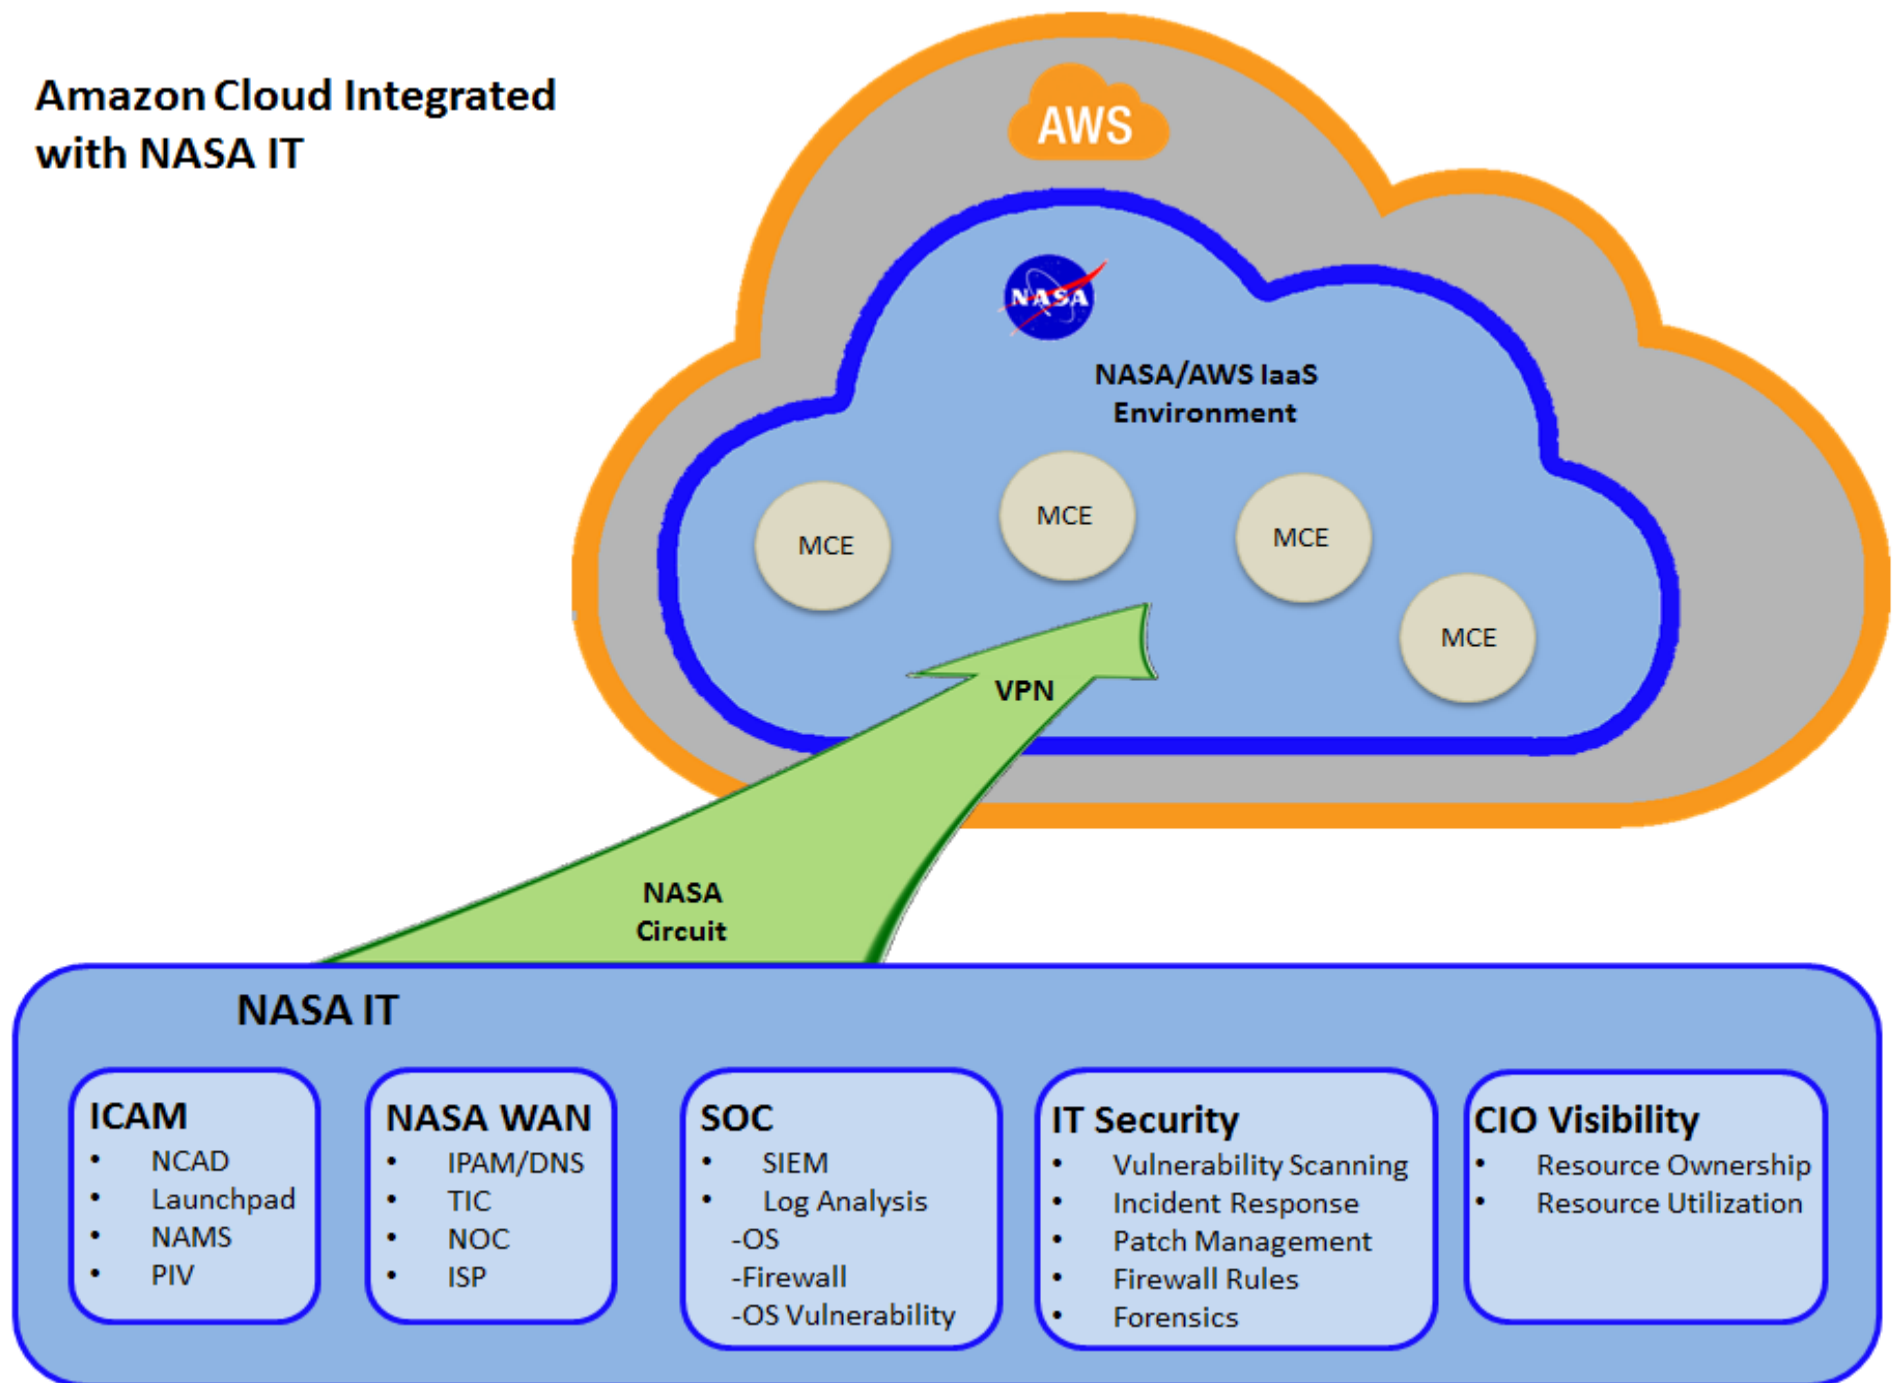 Amazon Cloud Integrated
with NASA IT
AWS
NASA
NASA/AWS IaaS
Environment
MCE
MCE
MCE
MCE
VPN
NASA
Circuit
NASA IT
ICAM
• NCAD
• Launchpad
• NAMS
• PIV
NASA WAN
• IPAM/DNS
• TIC
• NOC
• ISP
SOC
• SIEM
• Log Analysis
-OS
-Firewall
-OS Vulnerability
IT Security
• Vulnerability Scanning
• Incident Response
• Patch Management
• Firewall Rules
• Forensics
CIO Visibility
• Resource Ownership
• Resource Utilization